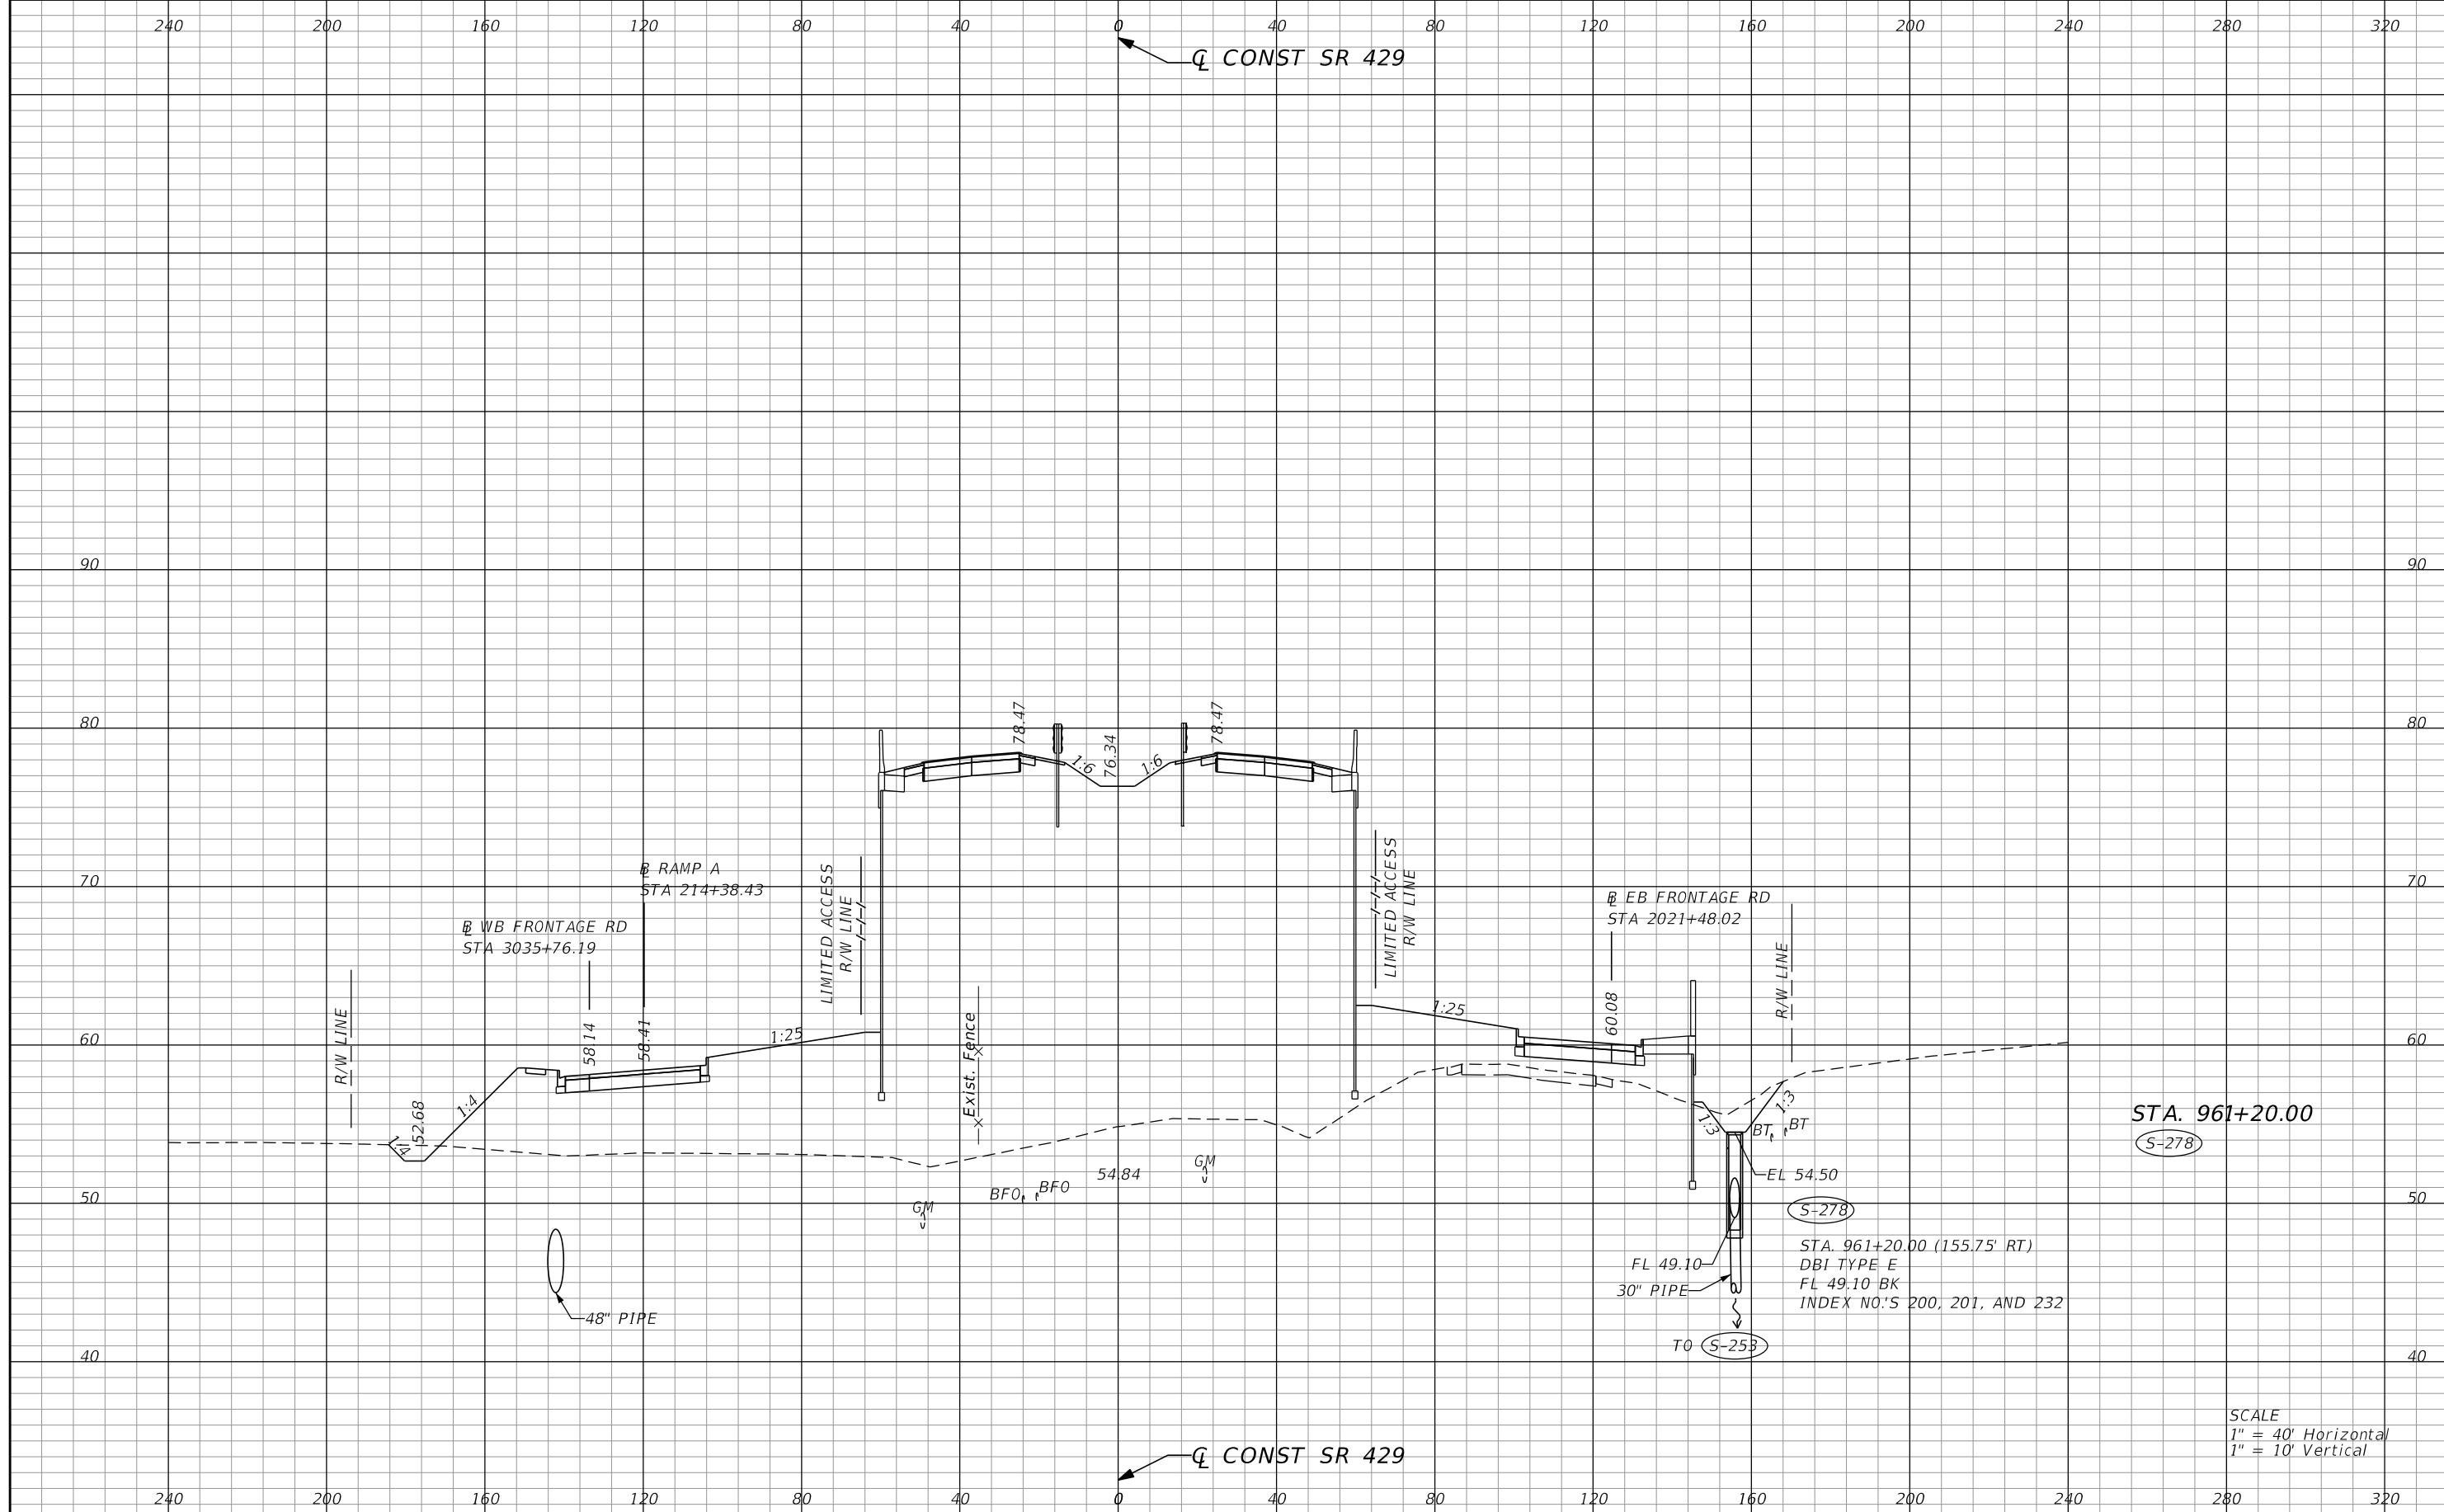 240 200 160 120 80 40 0 40 80 120 160 200 240 280 320
℄ CONST SR 429
90 90
80 80
78.47
78.47
76.34
1:6
1:6
70 70
B̲L RAMP A
STA 214+38.43
B̲L WB FRONTAGE RD
STA 3035+76.19
LIMITED ACCESS
R/W LINE
LIMITED ACCESS
R/W LINE
B̲L EB FRONTAGE RD
STA 2021+48.02
R/W LINE
R/W LINE
60 60
58.14
58.41
1:25
Exist. Fence
1:25
60.08
1:4
52.68
1:4
1:3
1:3
BT
BT
STA. 961+20.00
S-278
EL 54.50
54.84
GM
BFO
BFO
GM
50 50
S-278
STA. 961+20.00 (155.75' RT)
DBI TYPE E
FL 49.10 BK
INDEX NO.'S 200, 201, AND 232
FL 49.10
30" PIPE
48" PIPE
TO S-253
40 40
SCALE
1" = 40' Horizontal
1" = 10' Vertical
℄ CONST SR 429
240 200 160 120 80 40 0 40 80 120 160 200 240 280 320